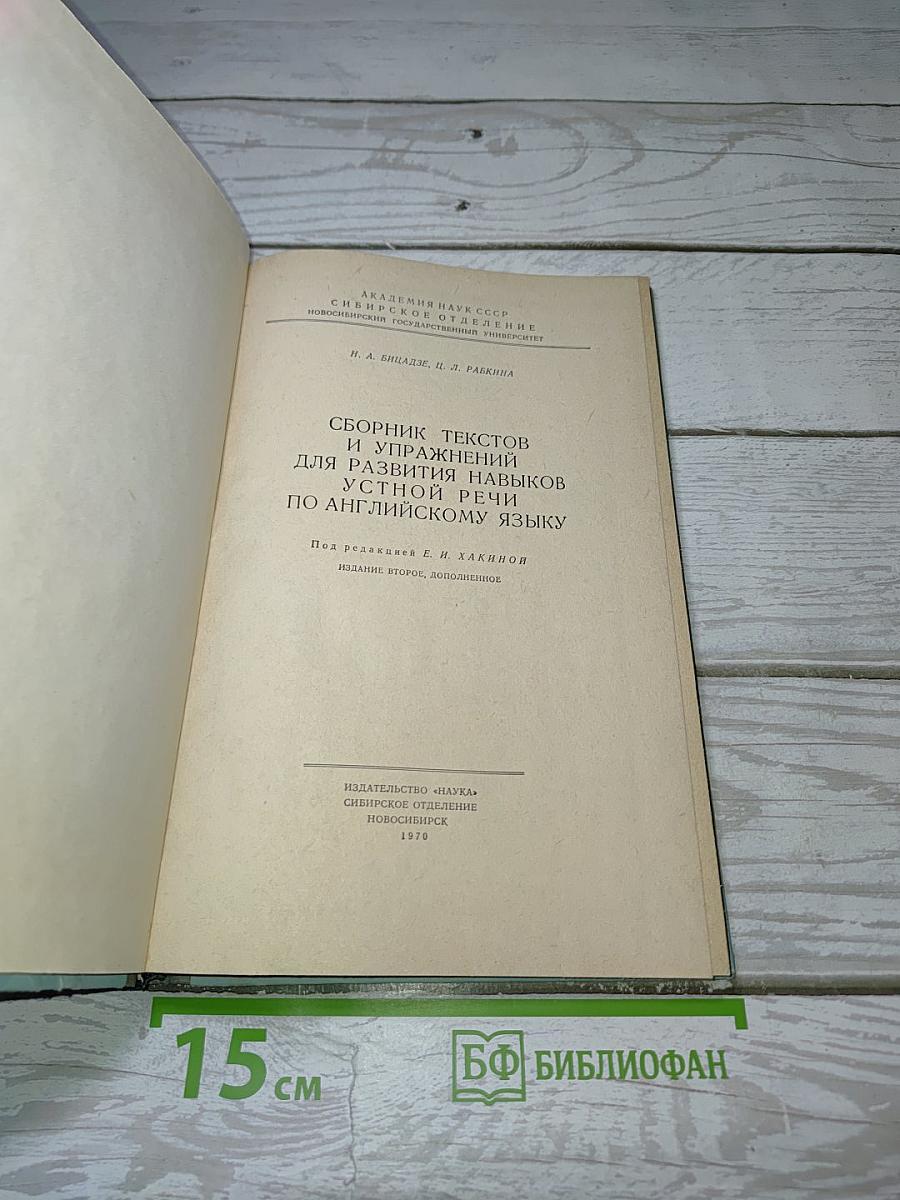 АКАДЕМИЯ НАУК СССР
СИБИРСКОЕ ОТДЕЛЕНИЕ
НОВОСИБИРСКИЙ ГОСУДАРСТВЕННЫЙ УНИВЕРСИТЕТ
Н. А. БИЦАДЗЕ, Ц. Л. РАБКИНА
СБОРНИК ТЕКСТОВ
И УПРАЖНЕНИЙ
ДЛЯ РАЗВИТИЯ НАВЫКОВ
УСТНОЙ РЕЧИ
ПО АНГЛИЙСКОМУ ЯЗЫКУ
Под редакцией Е. И. ХАКИНОЙ
ИЗДАНИЕ ВТОРОЕ, ДОПОЛНЕННОЕ
ИЗДАТЕЛЬСТВО «НАУКА»
СИБИРСКОЕ ОТДЕЛЕНИЕ
НОВОСИБИРСК
1970
15 см
БФ БИБЛИОФАН